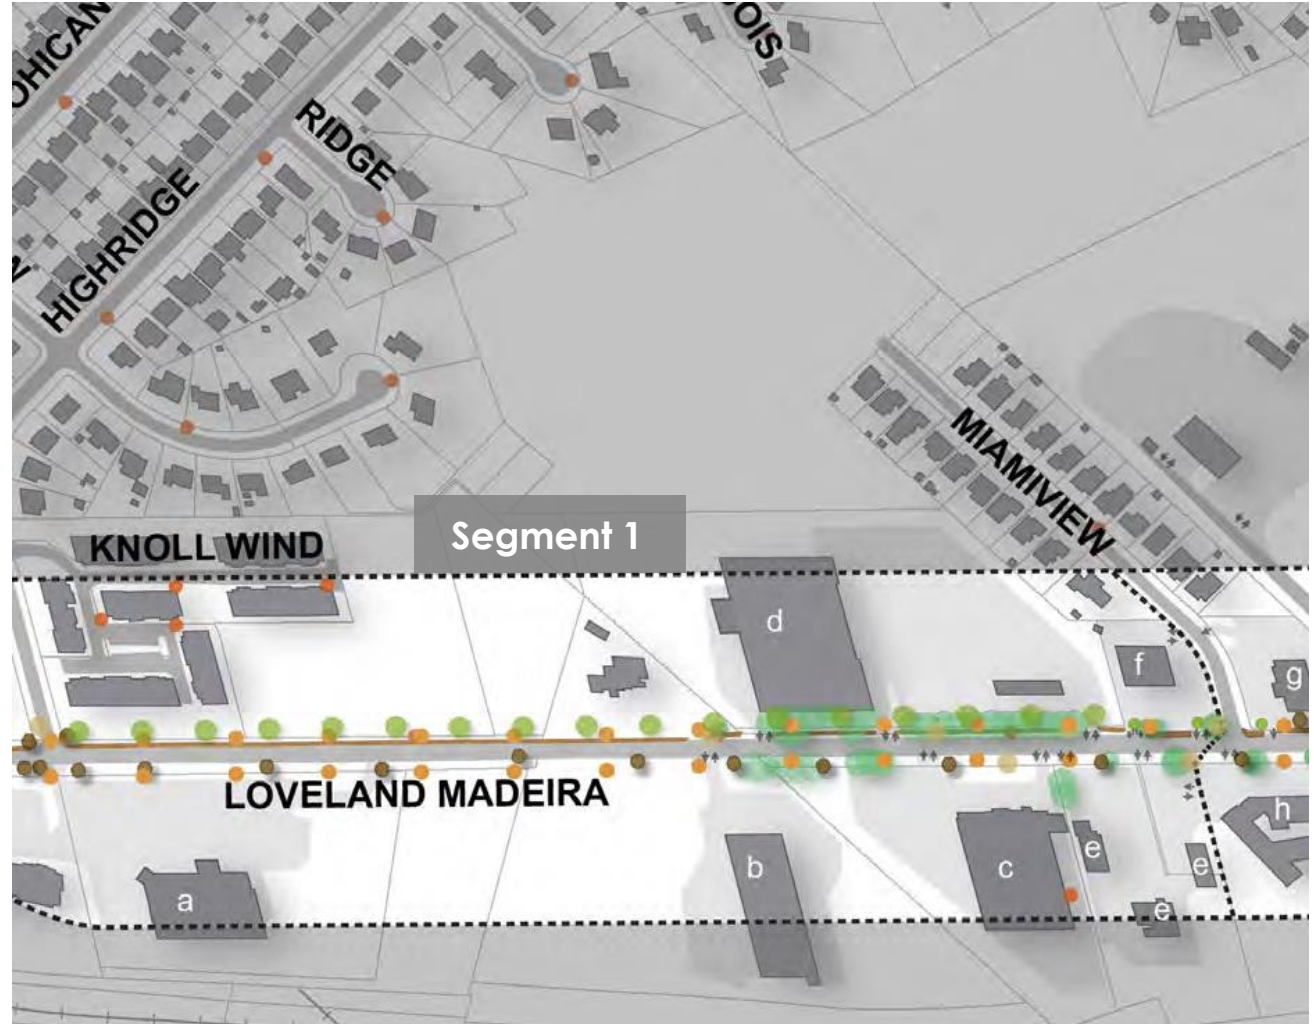 OHICAN
OIS
RIDGE
HIGHRIDGE
N
MIAMIVIEW
Segment 1
KNOLL WIND
d
f
g
LOVELAND MADEIRA
h
b
c
e
e
a
e